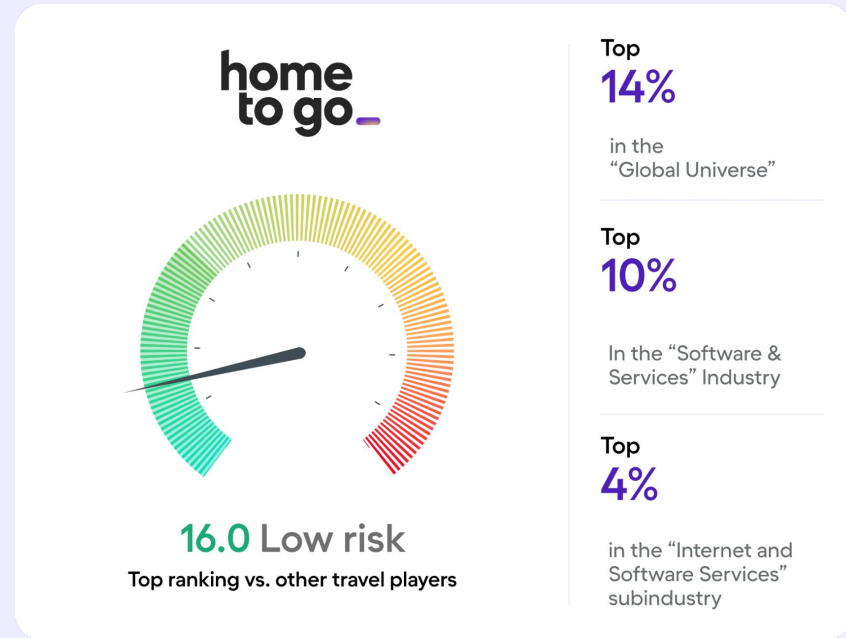 home
to go_
16.0 Low risk
Top ranking vs. other travel players
Top
14%
in the
“Global Universe”
Top
10%
In the “Software &
Services” Industry
Top
4%
in the “Internet and
Software Services”
subindustry